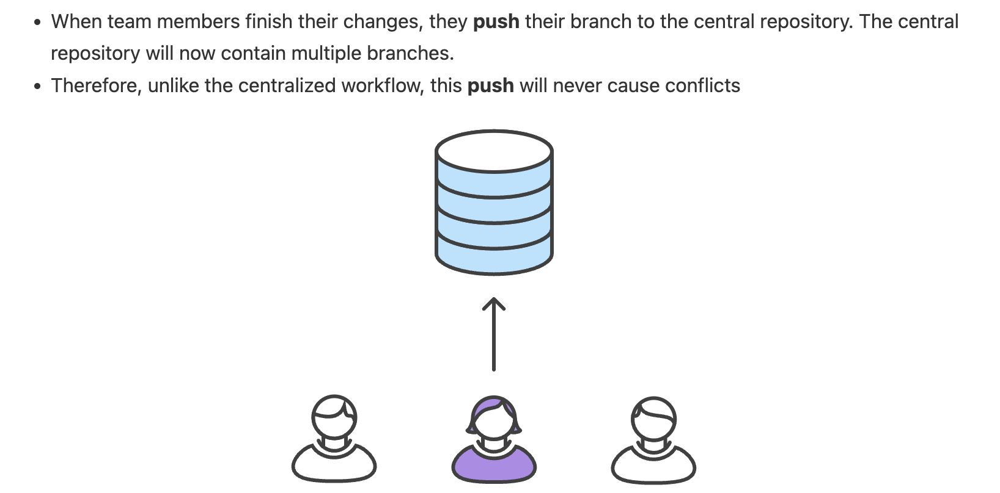 • When team members finish their changes, they push their branch to the central repository. The central
repository will now contain multiple branches.
• Therefore, unlike the centralized workflow, this push will never cause conflicts